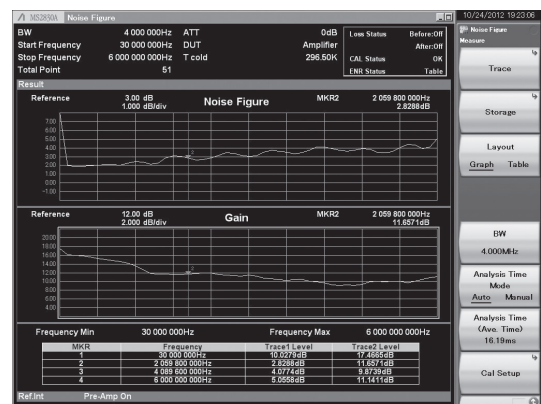 MS2830A Noise Figure
10/24/2012 19:23:06
BW 4 000 000Hz ATT 0dB
Start Frequency 30 000 000Hz DUT Amplifier
Stop Frequency 6 000 000 000Hz T cold 296.50K
Total Point 51
Loss Status Before:Off
After:Off
CAL Status OK
ENR Status Table
Result
Reference 3.00 dB
1.000 dB/div
Noise Figure
MKR2 2 059 800 000Hz
2.8288dB
7.00
6.00
5.00
4.00
3.00
2.00
1.00
0.00
-1.00
2
Reference 12.00 dB
2.000 dB/div
Gain
MKR2 2 059 800 000Hz
11.6571dB
20.00
18.00
16.00
14.00
12.00
10.00
8.00
6.00
4.00
2
Frequency Min 30 000 000Hz Frequency Max 6 000 000 000Hz
MKR Frequency Trace1 Level Trace2 Level
1 30 000 000Hz 10.0279dB 17.4665dB
2 2 059 800 000Hz 2.8288dB 11.6571dB
3 4 089 600 000Hz 4.0774dB 9.8739dB
4 6 000 000 000Hz 5.0558dB 11.1411dB
Ref.Int Pre-Amp On
Noise Figure
Measure
Trace
Storage
Layout
Graph Table
BW
4.000MHz
Analysis Time
Mode
Auto Manual
Analysis Time
(Ave. Time)
16.19ms
Cal Setup